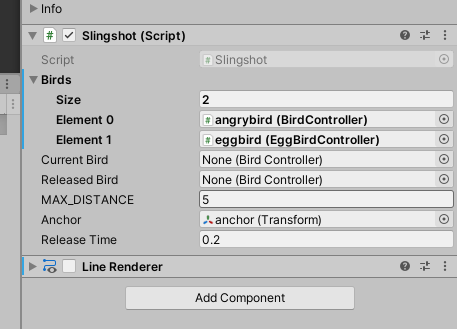 Info
Slingshot (Script)
Script Slingshot
Birds
Size 2
Element 0 angrybird (BirdController)
Element 1 eggbird (EggBirdController)
Current Bird None (Bird Controller)
Released Bird None (Bird Controller)
MAX_DISTANCE 5
Anchor anchor (Transform)
Release Time 0.2
Line Renderer
Add Component